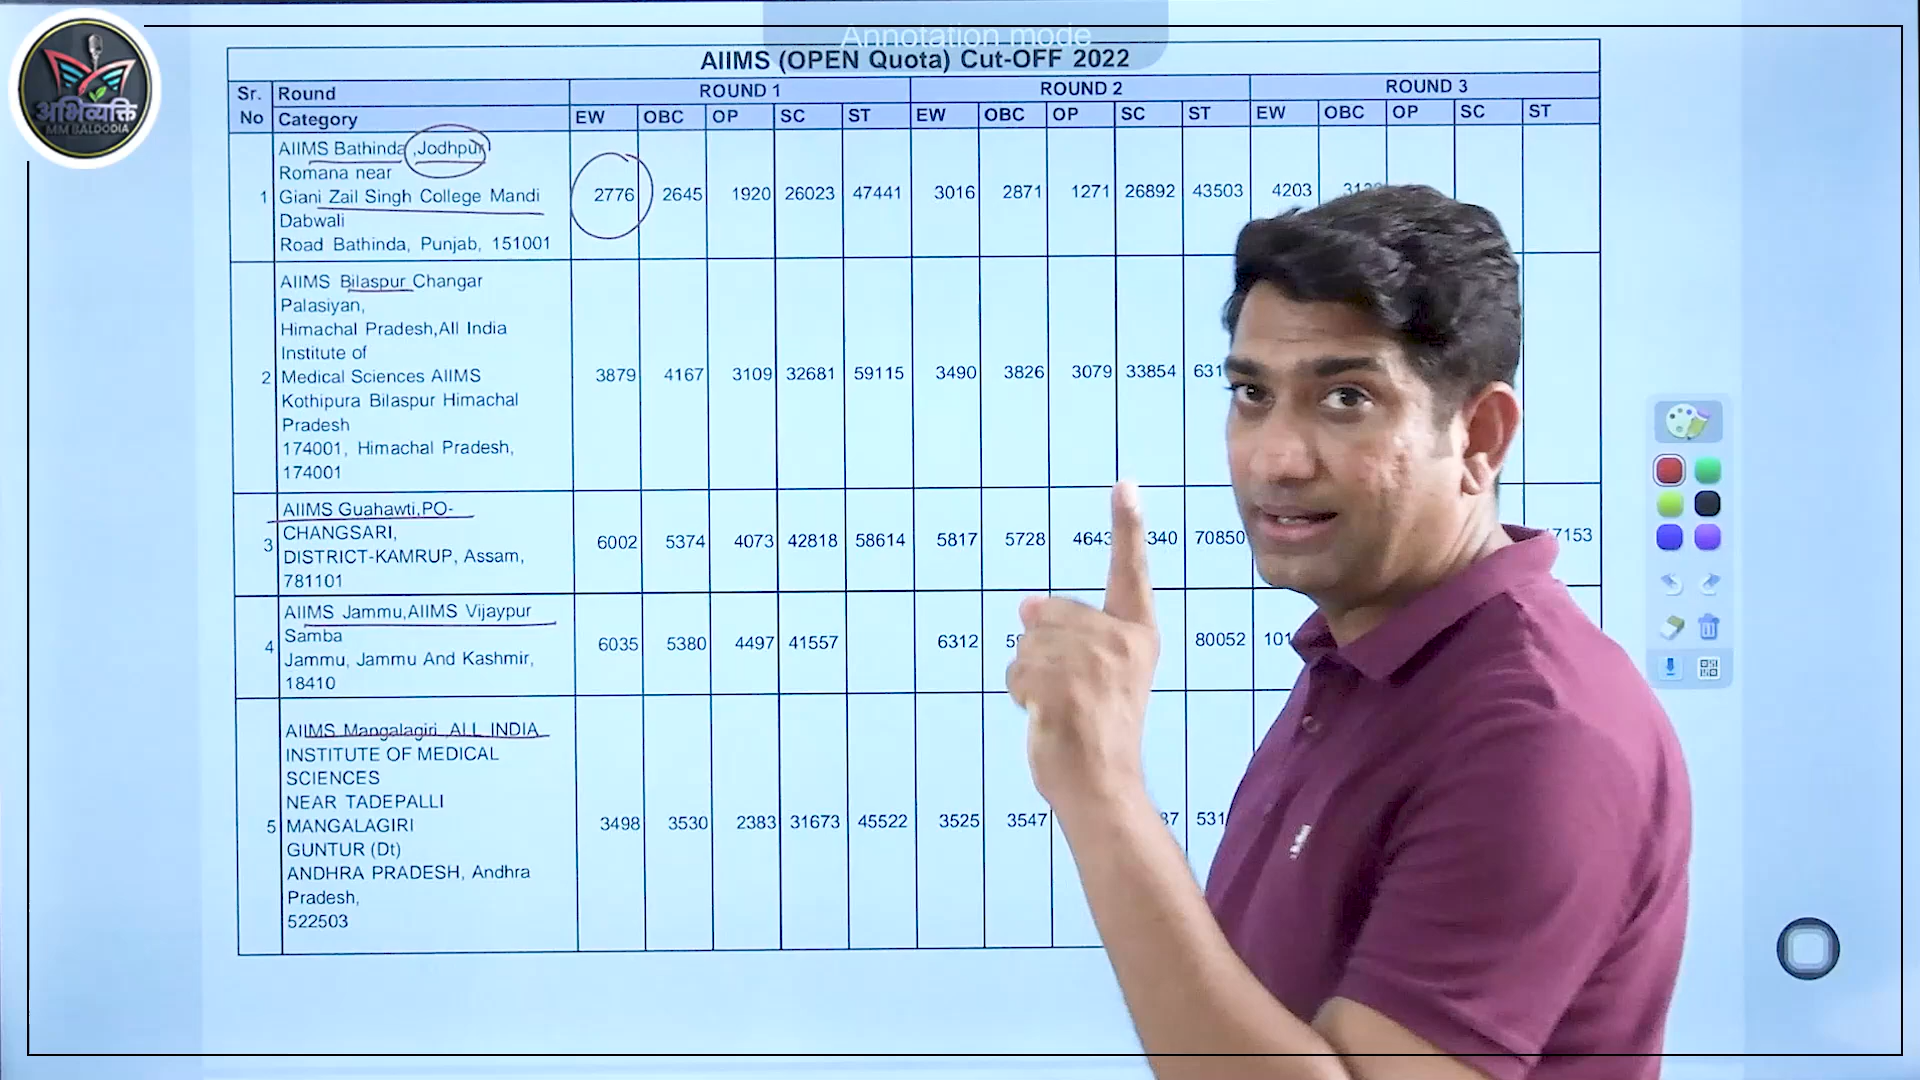 Annotation mode
अभिव्यक्ति
MM BALDODIA
AIIMS (OPEN Quota) Cut-OFF 2022
Sr. No Round ROUND 1 ROUND 2 ROUND 3
Category EW OBC OP SC ST EW OBC OP SC ST EW OBC OP SC ST
1 AIIMS Bathinda ,Jodhpur
Romana near
Giani Zail Singh College Mandi
Dabwali
Road Bathinda, Punjab, 151001
2776 2645 1920 26023 47441 3016 2871 1271 26892 43503 4203
2 AIIMS Bilaspur Changar
Palasiyan,
Himachal Pradesh,All India
Institute of
Medical Sciences AIIMS
Kothipura Bilaspur Himachal
Pradesh
174001, Himachal Pradesh,
174001
3879 4167 3109 32681 59115 3490 3826 3079 33854 631
3 AIIMS Guahawti,PO-
CHANGSARI,
DISTRICT-KAMRUP, Assam,
781101
6002 5374 4073 42818 58614 5817 5728 4643 340 70850 7153
4 AIIMS Jammu,AIIMS Vijaypur
Samba
Jammu, Jammu And Kashmir,
18410
6035 5380 4497 41557 6312 80052 101
5 AIIMS Mangalagiri ,ALL INDIA
INSTITUTE OF MEDICAL
SCIENCES
NEAR TADEPALLI
MANGALAGIRI
GUNTUR (Dt)
ANDHRA PRADESH, Andhra
Pradesh,
522503
3498 3530 2383 31673 45522 3525 3547 37 531